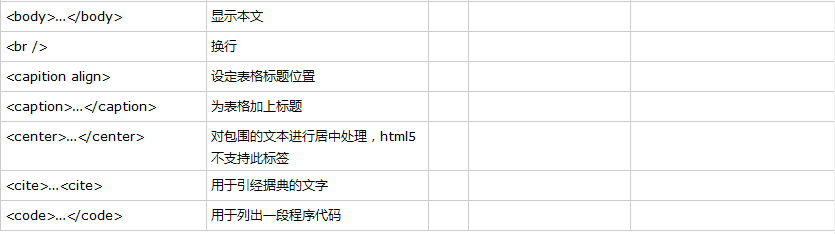 <body>...</body> 显示本文
<br /> 换行
<capition align> 设定表格标题位置
<caption>...</caption> 为表格加上标题
<center>...</center> 对包围的文本进行居中处理，html5
不支持此标签
<cite>...<cite> 用于引经据典的文字
<code>...</code> 用于列出一段程序代码